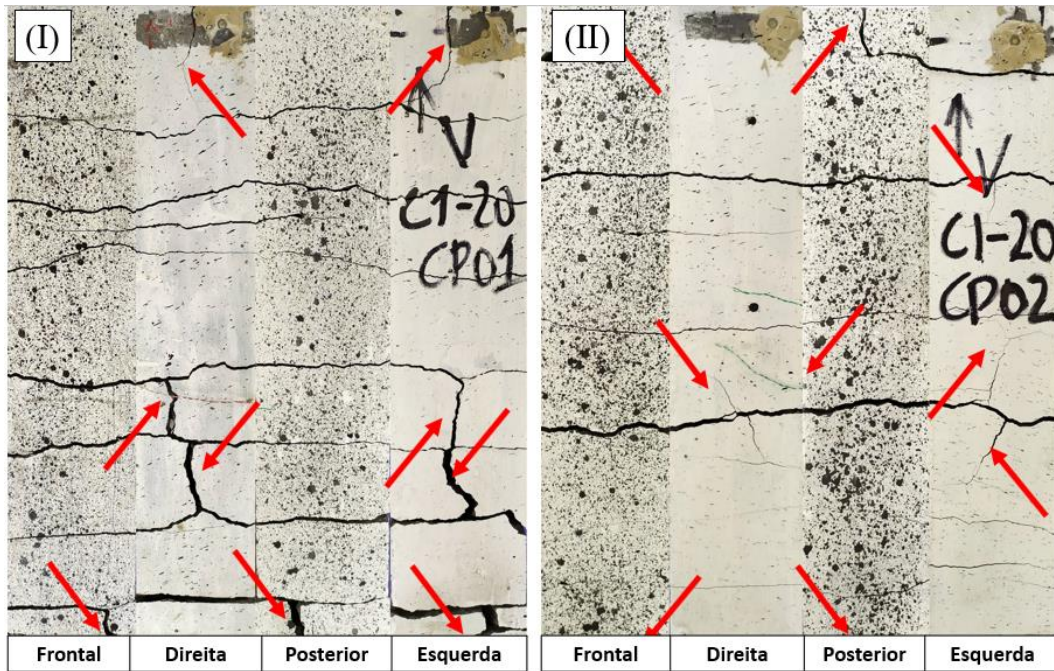 (I)
V
C1-20
CP01
Frontal
Direita
Posterior
Esquerda
(II)
V
C1-20
CP02
Frontal
Direita
Posterior
Esquerda